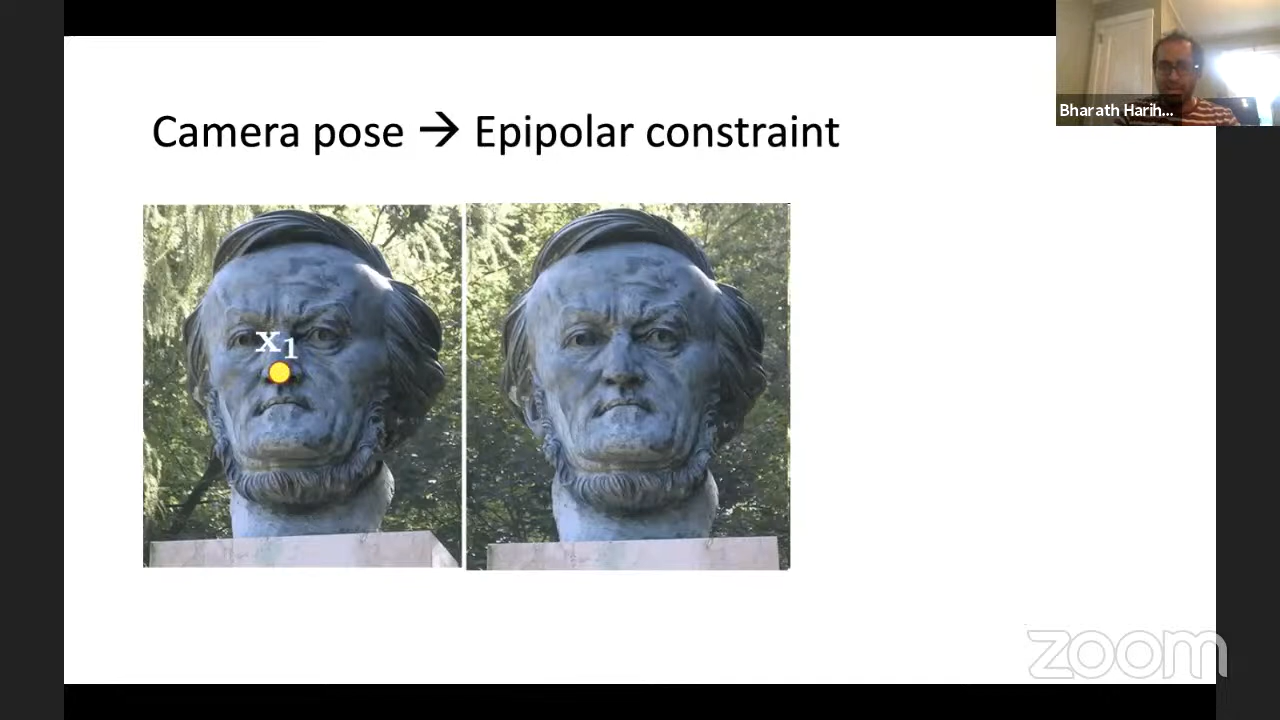 Camera pose → Epipolar constraint
Bharath Harih...
x₁
zoom